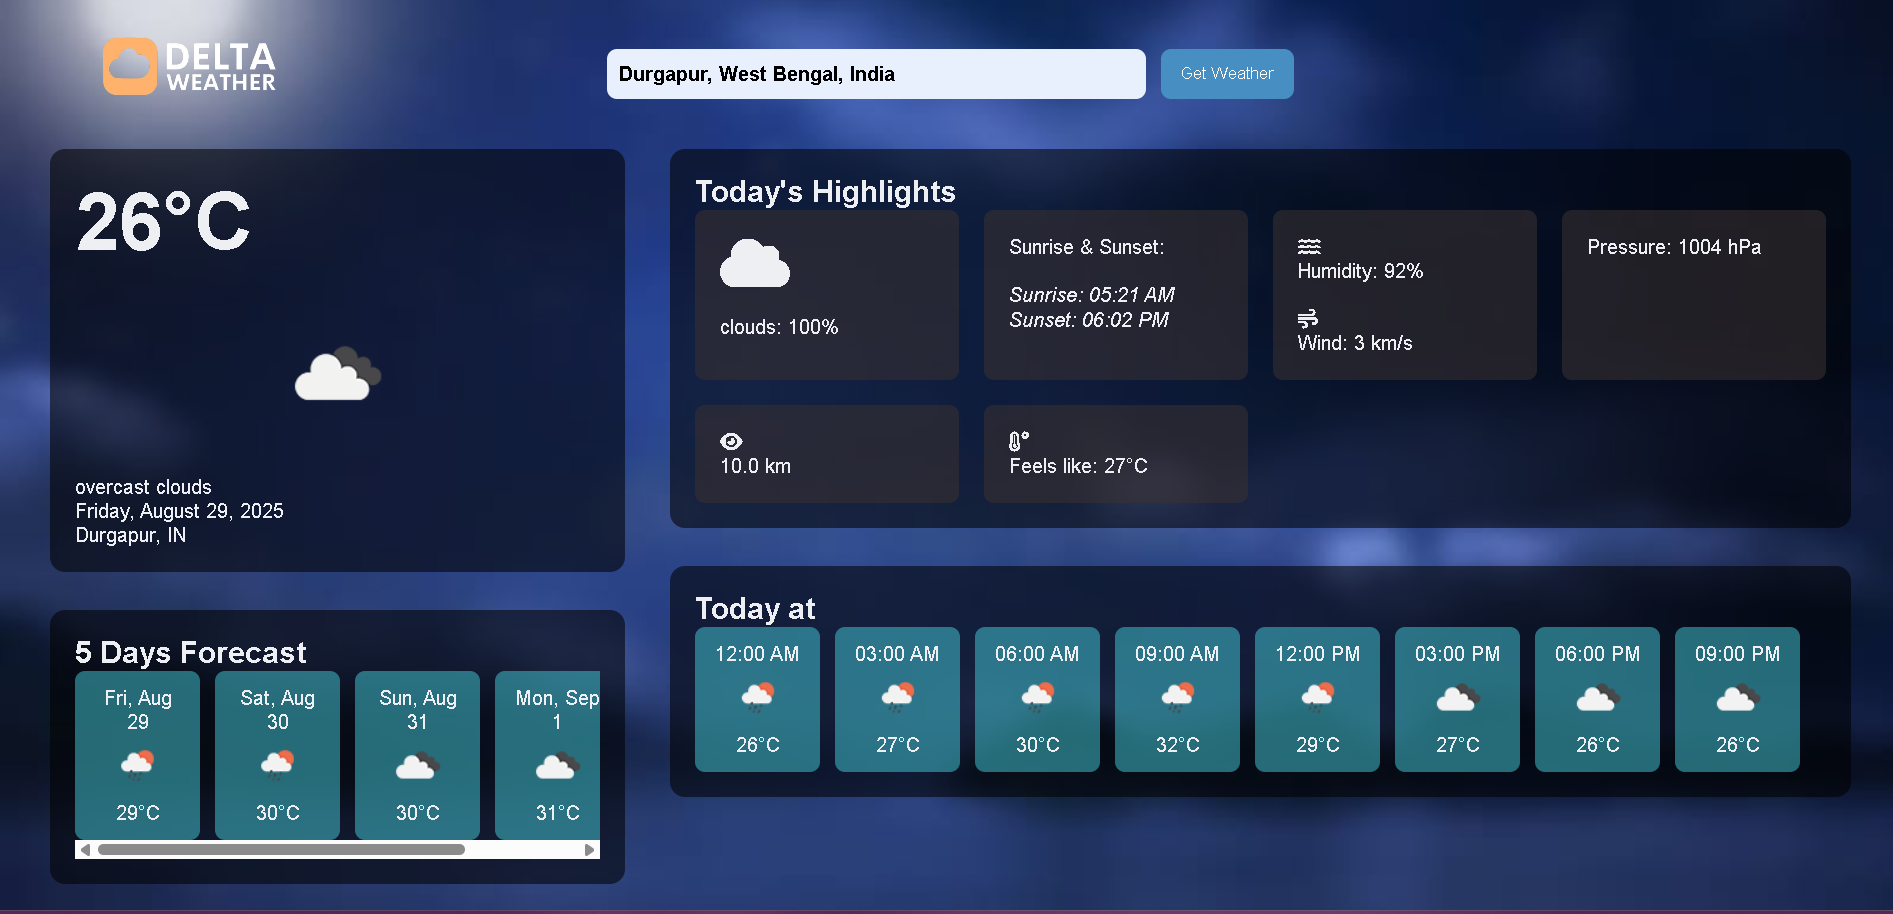 DELTA
WEATHER
Durgapur, West Bengal, India
Get Weather
26°C
overcast clouds
Friday, August 29, 2025
Durgapur, IN
Today's Highlights
clouds: 100%
Sunrise & Sunset:
Sunrise: 05:21 AM
Sunset: 06:02 PM
Humidity: 92%
Wind: 3 km/s
Pressure: 1004 hPa
10.0 km
Feels like: 27°C
5 Days Forecast
Fri, Aug
29
29°C
Sat, Aug
30
30°C
Sun, Aug
31
30°C
Mon, Sep
1
31°C
Today at
12:00 AM
26°C
03:00 AM
27°C
06:00 AM
30°C
09:00 AM
32°C
12:00 PM
29°C
03:00 PM
27°C
06:00 PM
26°C
09:00 PM
26°C